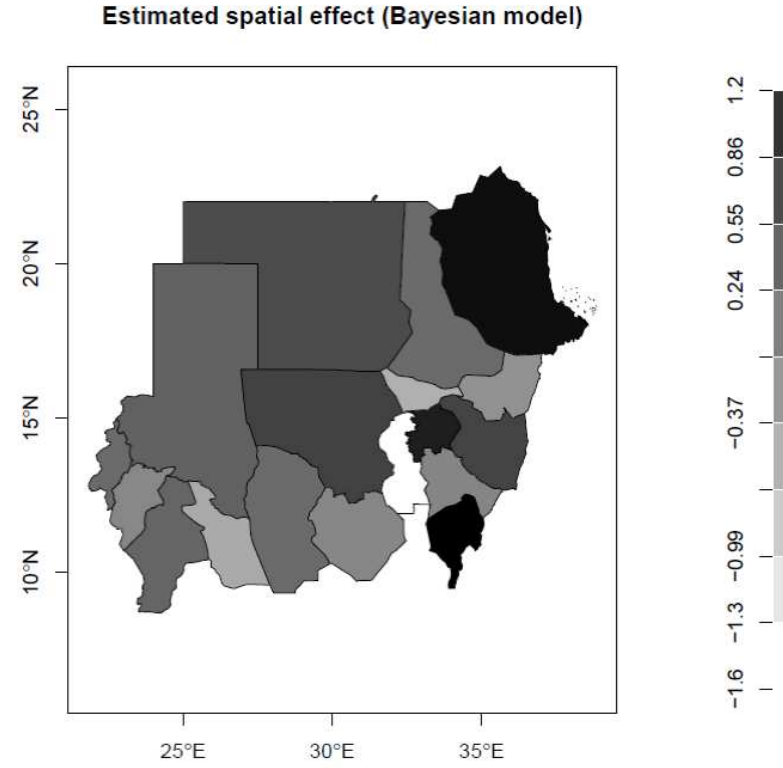 Estimated spatial effect (Bayesian model)
25°N
20°N
15°N
10°N
25°E
30°E
35°E
1.2
0.86
0.55
0.24
−0.37
−0.99
−1.3
−1.6